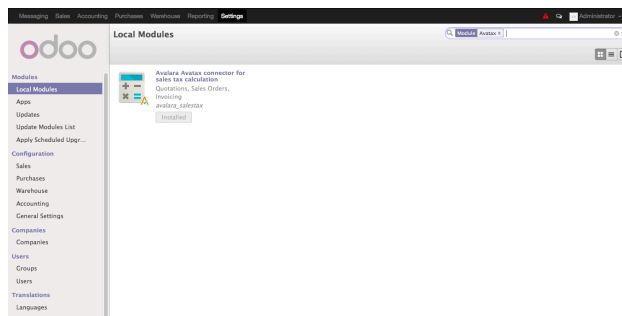 Messaging Sales Accounting Purchases Warehouse Reporting Settings Administrator
odoo
Local Modules
Module Avatax ×
Modules
Local Modules
Apps
Updates
Update Modules List
Apply Scheduled Upgr...
Configuration
Sales
Purchases
Warehouse
Accounting
General Settings
Companies
Companies
Users
Groups
Users
Translations
Languages
Avalara Avatax connector for
sales tax calculation
Quotations, Sales Orders,
Invoicing
avalara_salestax
Installed